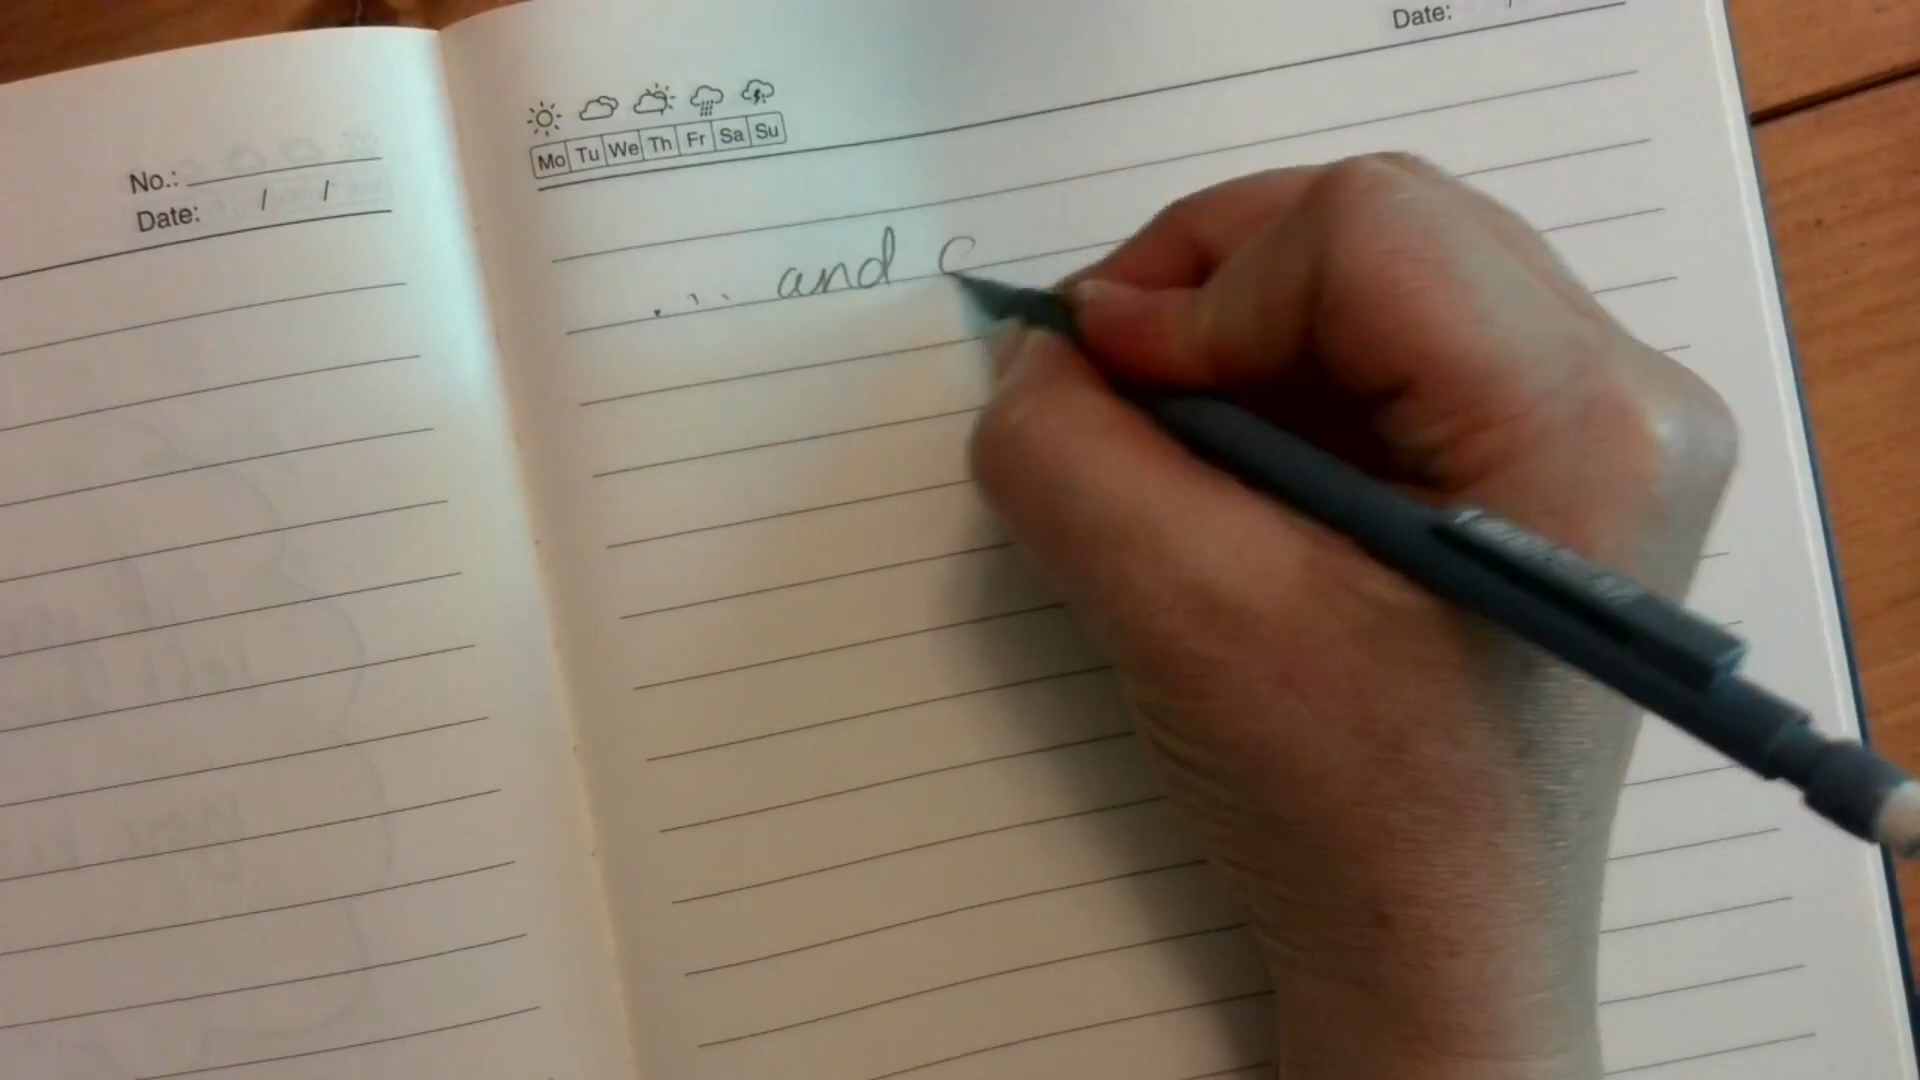 Date: /
Mo Tu We Th Fr Sa Su
No.:
Date: / /
.... and